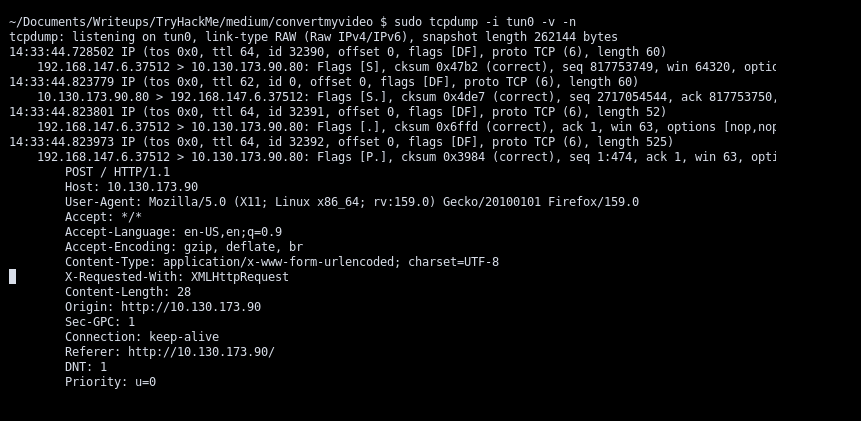 ~/Documents/Writeups/TryHackMe/medium/convertmyvideo $ sudo tcpdump -i tun0 -v -n
tcpdump: listening on tun0, link-type RAW (Raw IPv4/IPv6), snapshot length 262144 bytes
14:33:44.728502 IP (tos 0x0, ttl 64, id 32390, offset 0, flags [DF], proto TCP (6), length 60)
192.168.147.6.37512 > 10.130.173.90.80: Flags [S], cksum 0x47b2 (correct), seq 817753749, win 64320, optic
14:33:44.823779 IP (tos 0x0, ttl 62, id 0, offset 0, flags [DF], proto TCP (6), length 60)
10.130.173.90.80 > 192.168.147.6.37512: Flags [S.], cksum 0x4de7 (correct), seq 2717054544, ack 817753750,
14:33:44.823801 IP (tos 0x0, ttl 64, id 32391, offset 0, flags [DF], proto TCP (6), length 52)
192.168.147.6.37512 > 10.130.173.90.80: Flags [.], cksum 0x6ffd (correct), ack 1, win 63, options [nop,nop
14:33:44.823973 IP (tos 0x0, ttl 64, id 32392, offset 0, flags [DF], proto TCP (6), length 525)
192.168.147.6.37512 > 10.130.173.90.80: Flags [P.], cksum 0x3984 (correct), seq 1:474, ack 1, win 63, opti
POST / HTTP/1.1
Host: 10.130.173.90
User-Agent: Mozilla/5.0 (X11; Linux x86_64; rv:159.0) Gecko/20100101 Firefox/159.0
Accept: */*
Accept-Language: en-US,en;q=0.9
Accept-Encoding: gzip, deflate, br
Content-Type: application/x-www-form-urlencoded; charset=UTF-8
X-Requested-With: XMLHttpRequest
Content-Length: 28
Origin: http://10.130.173.90
Sec-GPC: 1
Connection: keep-alive
Referer: http://10.130.173.90/
DNT: 1
Priority: u=0